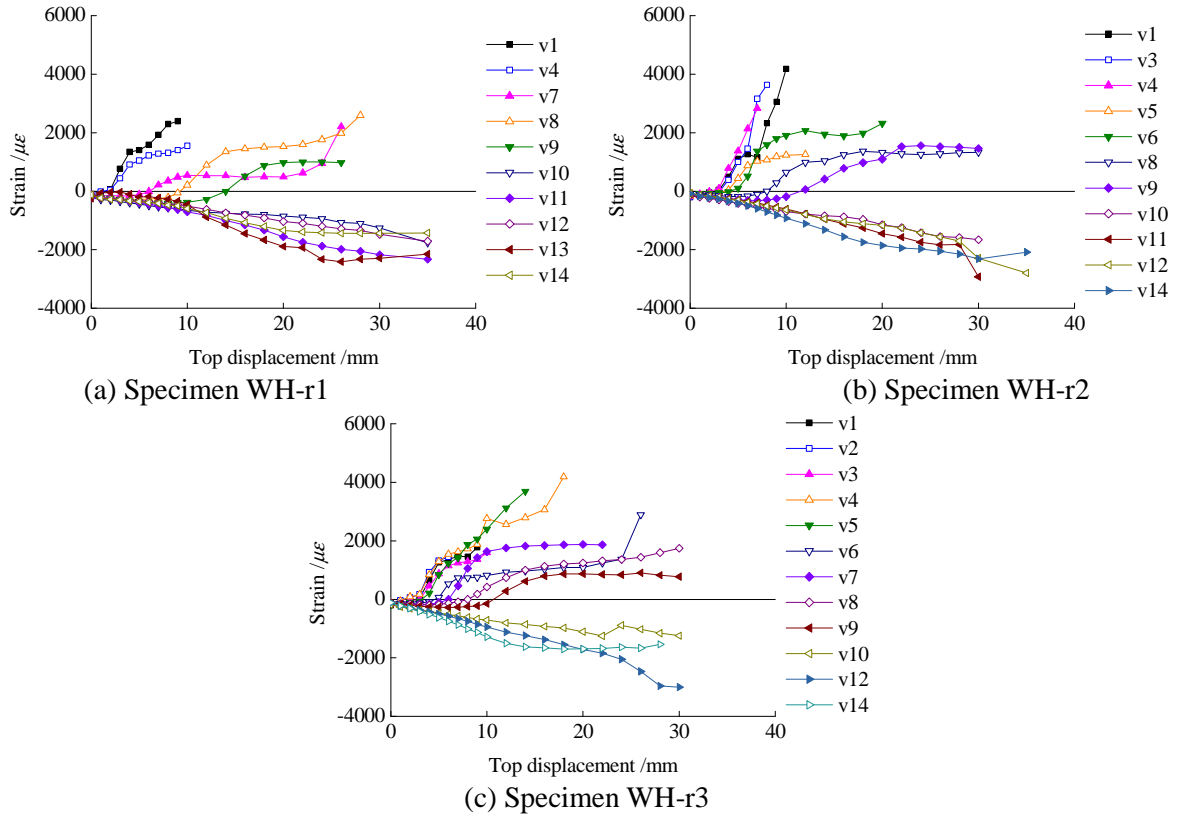 6000
4000
2000
0
-2000
-4000
Strain /με
0
10
20
30
40
Top displacement /mm
v1
v4
v7
v8
v9
v10
v11
v12
v13
v14
(a) Specimen WH-r1
6000
4000
2000
0
-2000
-4000
Strain /με
0
10
20
30
40
Top displacement /mm
v1
v3
v4
v5
v6
v8
v9
v10
v11
v12
v14
(b) Specimen WH-r2
6000
4000
2000
0
-2000
-4000
Strain /με
0
10
20
30
40
Top displacement /mm
v1
v2
v3
v4
v5
v6
v7
v8
v9
v10
v12
v14
(c) Specimen WH-r3